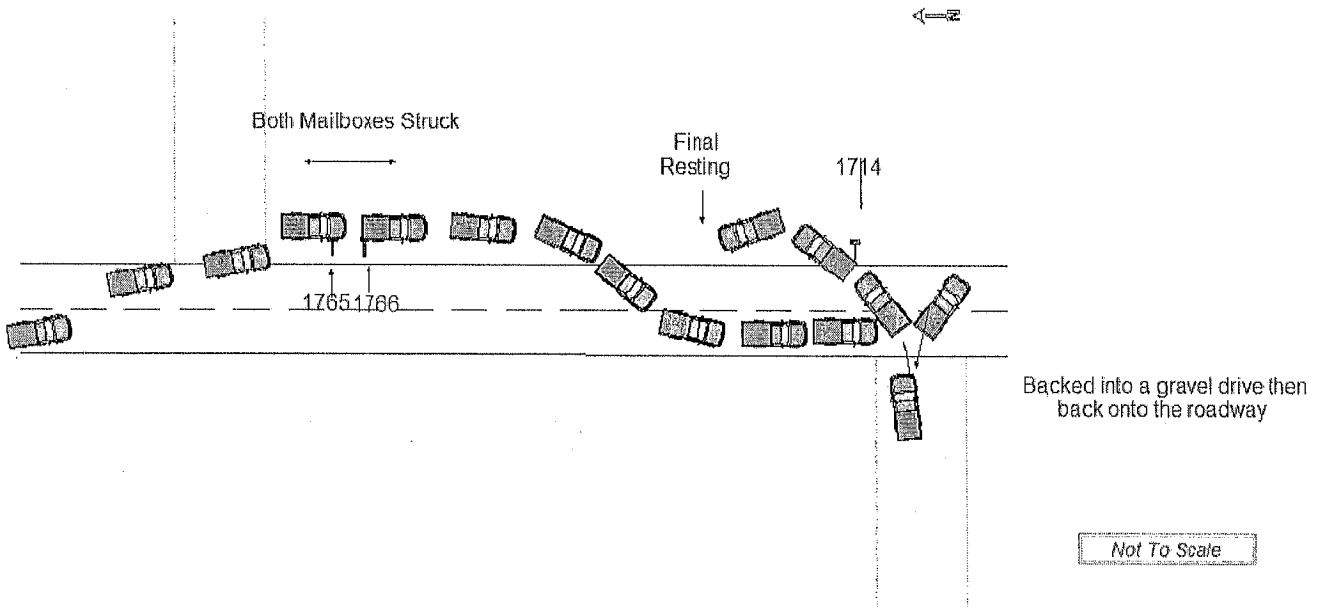 N
Both Mailboxes Struck
Final
Resting
1714
1765
1766
Backed into a gravel drive then
back onto the roadway
Not To Scale